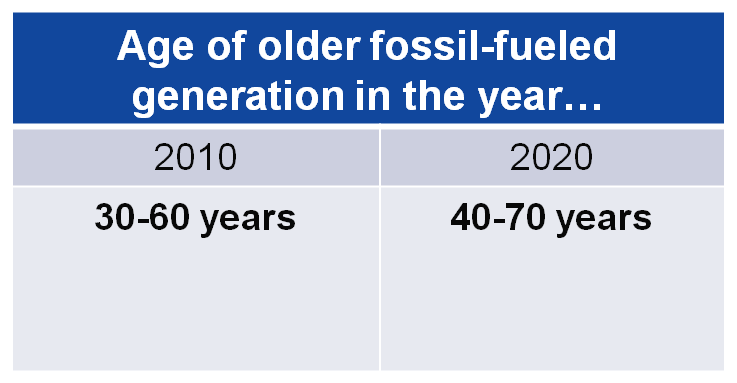 Age of older fossil-fueled
generation in the year…
2010 2020
30-60 years 40-70 years